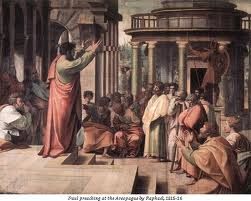 Paul preaching at the Areopagus by Raphael, 1515-16